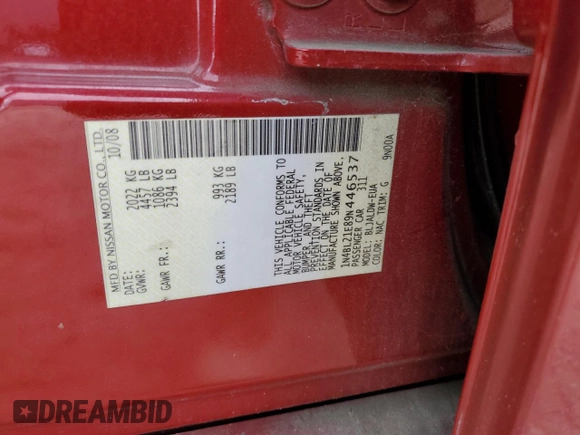 MFD BY NISSAN MOTOR CO., LTD.
DATE: 10/08
GVWR: 2022 KG
4457 LB
GAWR FR.: 1086 KG
2394 LB
GAWR RR.: 993 KG
2189 LB
THIS VEHICLE CONFORMS TO
ALL APPLICABLE FEDERAL
MOTOR VEHICLE SAFETY,
BUMPER, AND THEFT
PREVENTION STANDARDS IN
EFFECT ON THE DATE OF
MANUFACTURE SHOWN ABOVE.
1N4BL21E89N446537
PASSENGER CAR 311
MODEL: BLJALDW-EUA
COLOR: NAC TRIM: G
9N00A
R
DREAMBID